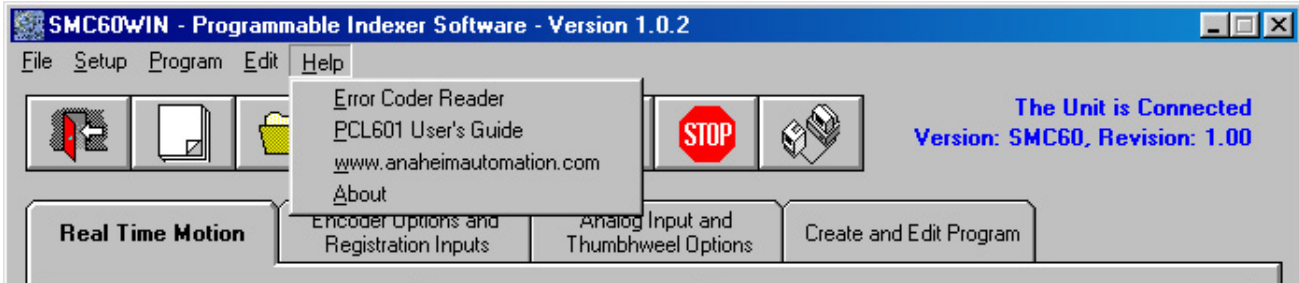 SMC60WIN - Programmable Indexer Software - Version 1.0.2
File Setup Program Edit Help
Error Coder Reader
PCL601 User's Guide
www.anaheimautomation.com
About
STOP
The Unit is Connected
Version: SMC60, Revision: 1.00
Real Time Motion
Encoder Options and
Registration Inputs
Analog Input and
Thumbhweel Options
Create and Edit Program